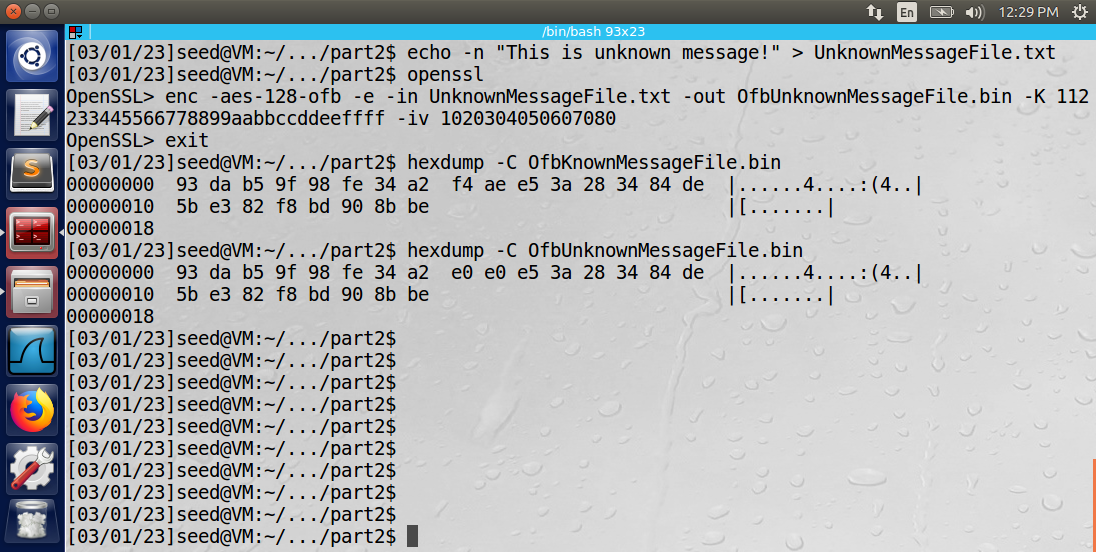 En 12:29 PM
/bin/bash 93x23
[03/01/23]seed@VM:~/.../part2$ echo -n "This is unknown message!" > UnknownMessageFile.txt
[03/01/23]seed@VM:~/.../part2$ openssl
OpenSSL> enc -aes-128-ofb -e -in UnknownMessageFile.txt -out OfbUnknownMessageFile.bin -K 112
233445566778899aabbccddeeffff -iv 1020304050607080
OpenSSL> exit
[03/01/23]seed@VM:~/.../part2$ hexdump -C OfbKnownMessageFile.bin
00000000  93 da b5 9f 98 fe 34 a2  f4 ae e5 3a 28 34 84 de  |......4....:(4..|
00000010  5b e3 82 f8 bd 90 8b be                           |[.......|
00000018
[03/01/23]seed@VM:~/.../part2$ hexdump -C OfbUnknownMessageFile.bin
00000000  93 da b5 9f 98 fe 34 a2  e0 e0 e5 3a 28 34 84 de  |......4....:(4..|
00000010  5b e3 82 f8 bd 90 8b be                           |[.......|
00000018
[03/01/23]seed@VM:~/.../part2$
[03/01/23]seed@VM:~/.../part2$
[03/01/23]seed@VM:~/.../part2$
[03/01/23]seed@VM:~/.../part2$
[03/01/23]seed@VM:~/.../part2$
[03/01/23]seed@VM:~/.../part2$
[03/01/23]seed@VM:~/.../part2$
[03/01/23]seed@VM:~/.../part2$
[03/01/23]seed@VM:~/.../part2$
[03/01/23]seed@VM:~/.../part2$